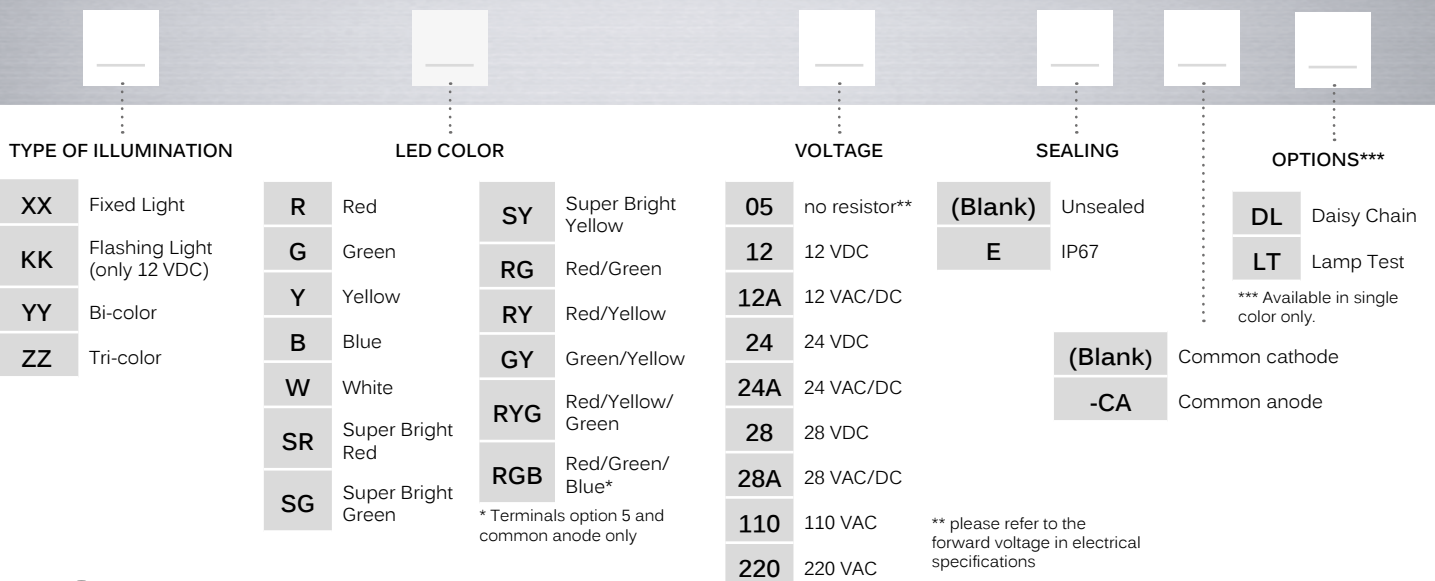 TYPE OF ILLUMINATION
XX Fixed Light
KK Flashing Light
(only 12 VDC)
YY Bi-color
ZZ Tri-color
LED COLOR
R Red
G Green
Y Yellow
B Blue
W White
SR Super Bright
Red
SG Super Bright
Green
SY Super Bright
Yellow
RG Red/Green
RY Red/Yellow
GY Green/Yellow
RYG Red/Yellow/
Green
RGB Red/Green/
Blue*
* Terminals option 5 and
common anode only
VOLTAGE
05 no resistor**
12 12 VDC
12A 12 VAC/DC
24 24 VDC
24A 24 VAC/DC
28 28 VDC
28A 28 VAC/DC
110 110 VAC
220 220 VAC
** please refer to the
forward voltage in electrical
specifications
SEALING
(Blank) Unsealed
E IP67
(Blank) Common cathode
-CA Common anode
OPTIONS***
DL Daisy Chain
LT Lamp Test
*** Available in single
color only.